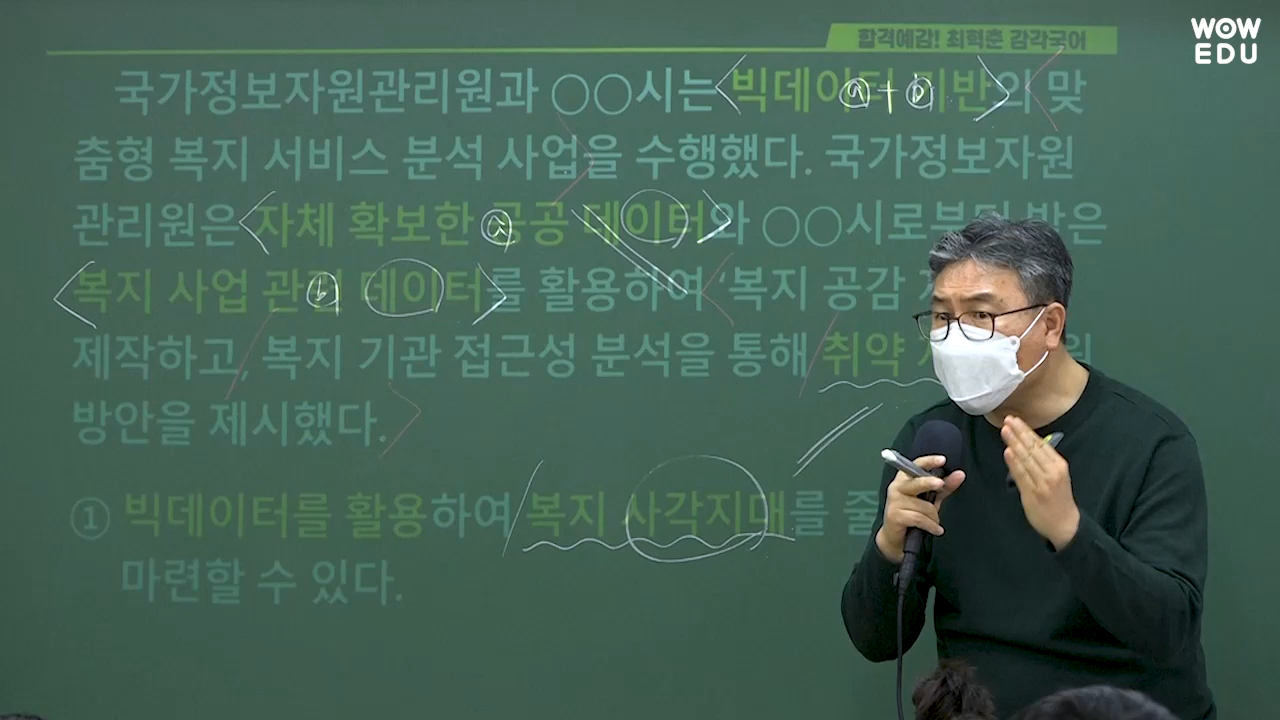 합격예감! 최혁춘 감각국어
WOW
EDU
국가정보자원관리원과 ○○시는 빅데이터 기반의 맞
ⓐ+ⓑ
춤형 복지 서비스 분석 사업을 수행했다. 국가정보자원
관리원은 자체 확보한 공공 데이터와 ○○시로부터 받은
ⓐ
복지 사업 관련 데이터를 활용하여 ‘복지 공감
ⓑ
제작하고, 복지 기관 접근성 분석을 통해 취약
방안을 제시했다.
① 빅데이터를 활용하여 복지 사각지대를 줄
마련할 수 있다.